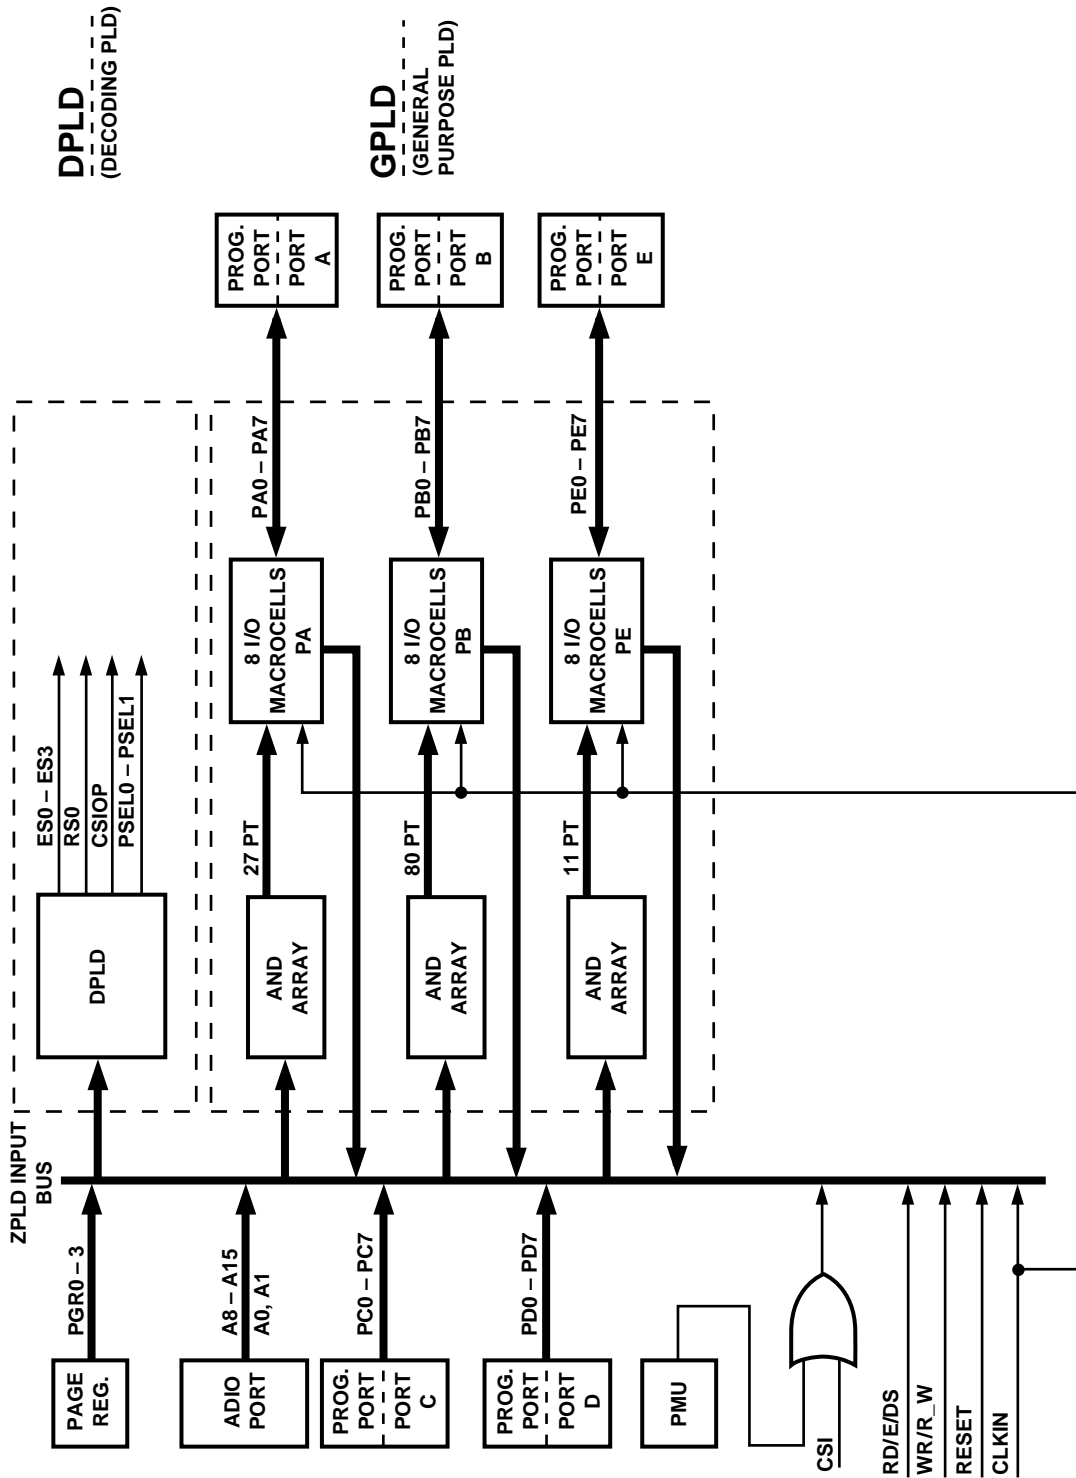 DPLD
(DECODING PLD)
GPLD
(GENERAL
PURPOSE PLD)
ZPLD INPUT
BUS
PAGE
REG.
PGR0 – 3
ADIO
PORT
A8 – A15
A0, A1
PROG.
PORT
PORT
C
PC0 – PC7
PROG.
PORT
PORT
D
PD0 – PD7
PMU
CSI
RD/E/DS
WR/R_W
RESET
CLKIN
DPLD
ES0 – ES3
RS0
CSIOP
PSEL0 – PSEL1
AND
ARRAY
27 PT
8 I/O
MACROCELLS
PA
PA0 – PA7
PROG.
PORT
PORT
A
AND
ARRAY
80 PT
8 I/O
MACROCELLS
PB
PB0 – PB7
PROG.
PORT
PORT
B
AND
ARRAY
11 PT
8 I/O
MACROCELLS
PE
PE0 – PE7
PROG.
PORT
PORT
E